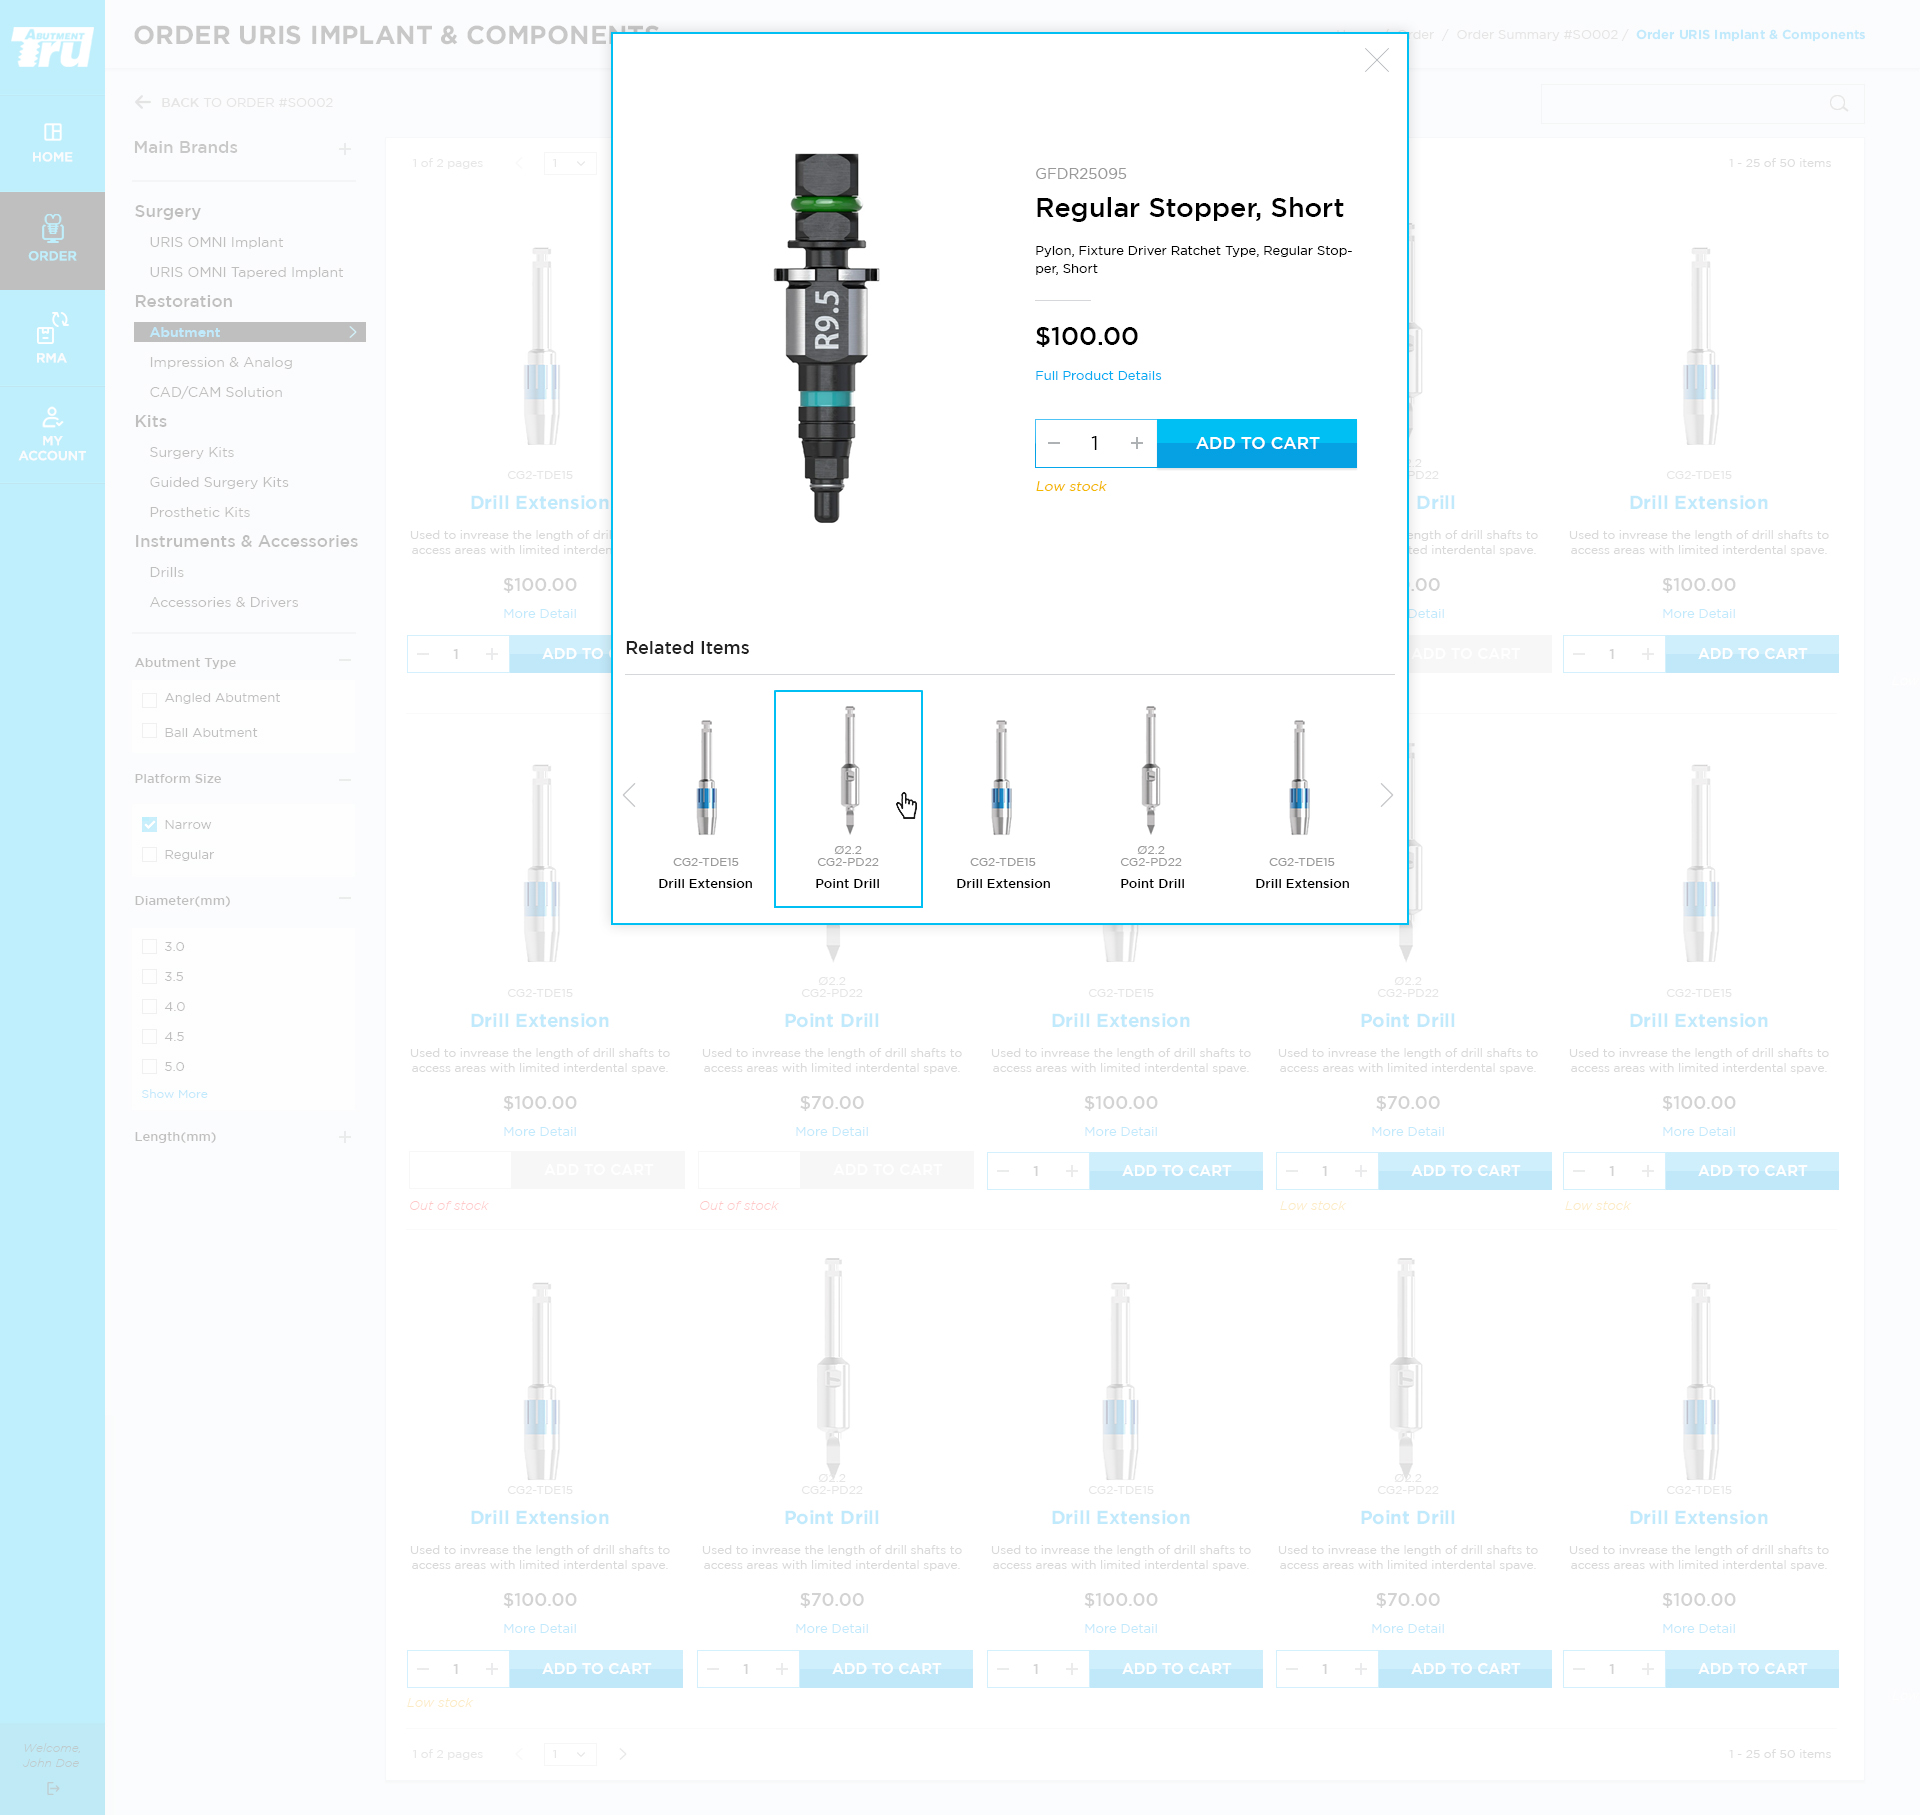 ABUTMENT
Tru
HOME
ORDER
RMA
MY
ACCOUNT
Welcome,
John Doe
ORDER URIS IMPLANT & COMPONENTS
Order / Order Summary #SO002 / Order URIS Implant & Components
BACK TO ORDER #SO002
Main Brands
Surgery
URIS OMNI Implant
URIS OMNI Tapered Implant
Restoration
Abutment
Impression & Analog
CAD/CAM Solution
Kits
Surgery Kits
Guided Surgery Kits
Prosthetic Kits
Instruments & Accessories
Drills
Accessories & Drivers
Abutment Type
Angled Abutment
Ball Abutment
Platform Size
Narrow
Regular
Diameter(mm)
3.0
3.5
4.0
4.5
5.0
Show More
Length(mm)
1 of 2 pages 1
1 - 25 of 50 items
R9.5
GFDR25095
Regular Stopper, Short
Pylon, Fixture Driver Ratchet Type, Regular Stop-
per, Short
$100.00
Full Product Details
1 ADD TO CART
Low stock
Related Items
CG2-TDE15
Drill Extension
Ø2.2
CG2-PD22
Point Drill
CG2-TDE15
Drill Extension
Ø2.2
CG2-PD22
Point Drill
CG2-TDE15
Drill Extension
CG2-TDE15
Drill Extension
Used to invrease the length of dril
access areas with limited interden
$100.00
More Detail
1 ADD TO
2.2
PD22
Drill
ngth of drill shafts to
ed interdental spave.
.00
Detail
ADD TO CART
CG2-TDE15
Drill Extension
Used to invrease the length of drill shafts to
access areas with limited interdental spave.
$100.00
More Detail
1 ADD TO CART
CG2-TDE15
Drill Extension
Used to invrease the length of drill shafts to
access areas with limited interdental spave.
$100.00
More Detail
ADD TO CART
Out of stock
Ø2.2
CG2-PD22
Point Drill
Used to invrease the length of drill shafts to
access areas with limited interdental spave.
$70.00
More Detail
ADD TO CART
Out of stock
CG2-TDE15
Drill Extension
Used to invrease the length of drill shafts to
access areas with limited interdental spave.
$100.00
More Detail
1 ADD TO CART
Ø2.2
CG2-PD22
Point Drill
Used to invrease the length of drill shafts to
access areas with limited interdental spave.
$70.00
More Detail
1 ADD TO CART
Low stock
CG2-TDE15
Drill Extension
Used to invrease the length of drill shafts to
access areas with limited interdental spave.
$100.00
More Detail
1 ADD TO CART
Low stock
CG2-TDE15
Drill Extension
Used to invrease the length of drill shafts to
access areas with limited interdental spave.
$100.00
More Detail
1 ADD TO CART
Low stock
Ø2.2
CG2-PD22
Point Drill
Used to invrease the length of drill shafts to
access areas with limited interdental spave.
$70.00
More Detail
1 ADD TO CART
CG2-TDE15
Drill Extension
Used to invrease the length of drill shafts to
access areas with limited interdental spave.
$100.00
More Detail
1 ADD TO CART
Ø2.2
CG2-PD22
Point Drill
Used to invrease the length of drill shafts to
access areas with limited interdental spave.
$70.00
More Detail
1 ADD TO CART
CG2-TDE15
Drill Extension
Used to invrease the length of drill shafts to
access areas with limited interdental spave.
$100.00
More Detail
1 ADD TO CART
1 of 2 pages 1
1 - 25 of 50 items